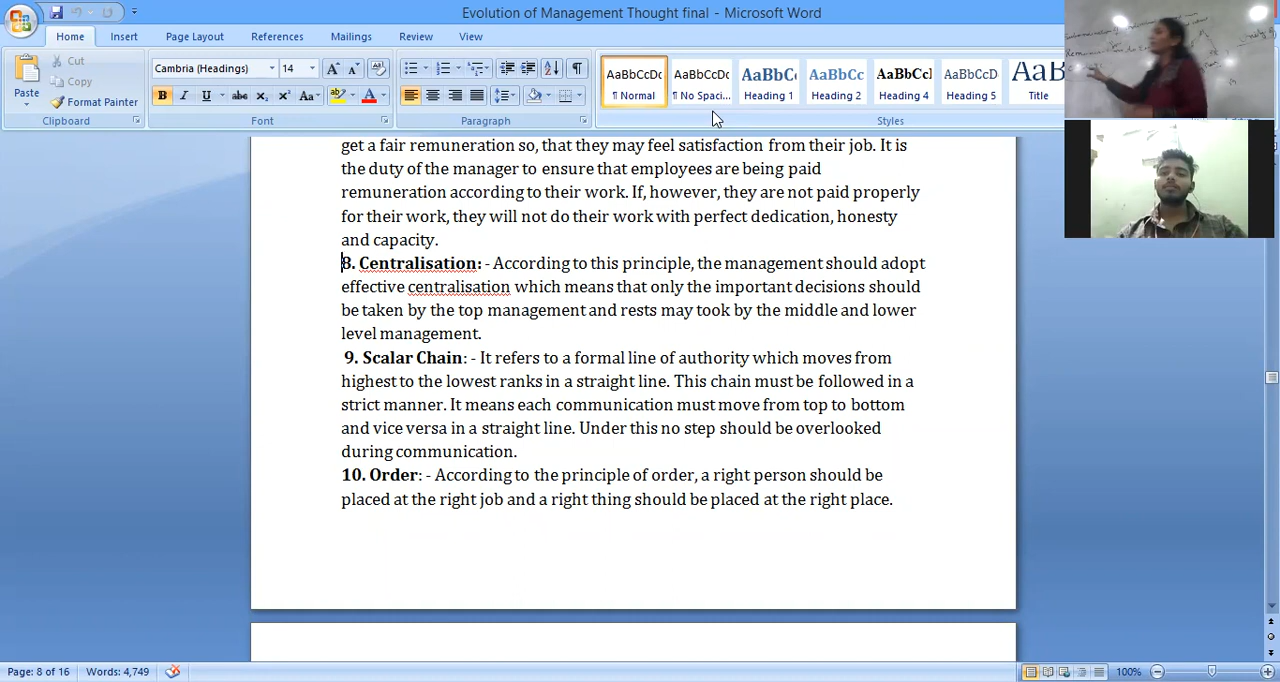 Evolution of Management Thought final - Microsoft Word
Home Insert Page Layout References Mailings Review View
Paste
Cut
Copy
Format Painter
Clipboard
Cambria (Headings) 14
Font
Paragraph
AaBbCcDc AaBbCcDc AaBbC AaBbCc AaBbCcI AaBbCcD AaB
¶ Normal ¶ No Spaci... Heading 1 Heading 2 Heading 4 Heading 5 Title
Styles
get a fair remuneration so, that they may feel satisfaction from their job. It is
the duty of the manager to ensure that employees are being paid
remuneration according to their work. If, however, they are not paid properly
for their work, they will not do their work with perfect dedication, honesty
and capacity.
8. Centralisation: - According to this principle, the management should adopt
effective centralisation which means that only the important decisions should
be taken by the top management and rests may took by the middle and lower
level management.
9. Scalar Chain: - It refers to a formal line of authority which moves from
highest to the lowest ranks in a straight line. This chain must be followed in a
strict manner. It means each communication must move from top to bottom
and vice versa in a straight line. Under this no step should be overlooked
during communication.
10. Order: - According to the principle of order, a right person should be
placed at the right job and a right thing should be placed at the right place.
Page: 8 of 16 Words: 4,749 100%